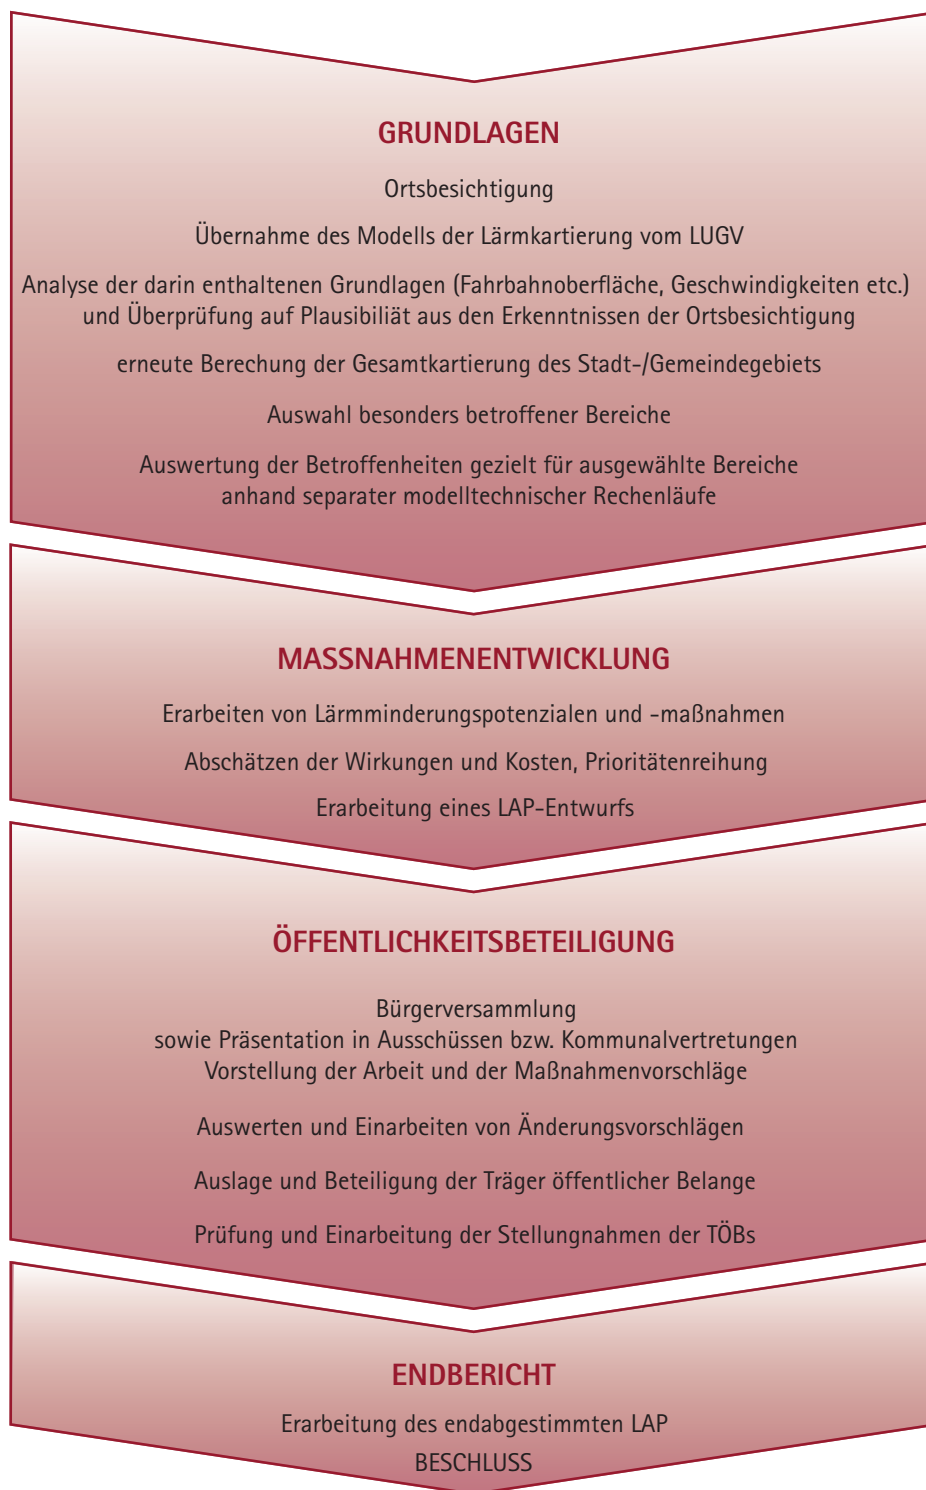 GRUNDLAGEN
Ortsbesichtigung
Übernahme des Modells der Lärmkartierung vom LUGV
Analyse der darin enthaltenen Grundlagen (Fahrbahnoberfläche, Geschwindigkeiten etc.)
und Überprüfung auf Plausibiliät aus den Erkenntnissen der Ortsbesichtigung
erneute Berechung der Gesamtkartierung des Stadt-/Gemeindegebiets
Auswahl besonders betroffener Bereiche
Auswertung der Betroffenheiten gezielt für ausgewählte Bereiche
anhand separater modelltechnischer Rechenläufe
MASSNAHMENENTWICKLUNG
Erarbeiten von Lärmminderungspotenzialen und -maßnahmen
Abschätzen der Wirkungen und Kosten, Prioritätenreihung
Erarbeitung eines LAP-Entwurfs
ÖFFENTLICHKEITSBETEILIGUNG
Bürgerversammlung
sowie Präsentation in Ausschüssen bzw. Kommunalvertretungen
Vorstellung der Arbeit und der Maßnahmenvorschläge
Auswerten und Einarbeiten von Änderungsvorschlägen
Auslage und Beteiligung der Träger öffentlicher Belange
Prüfung und Einarbeitung der Stellungnahmen der TÖBs
ENDBERICHT
Erarbeitung des endabgestimmten LAP
BESCHLUSS